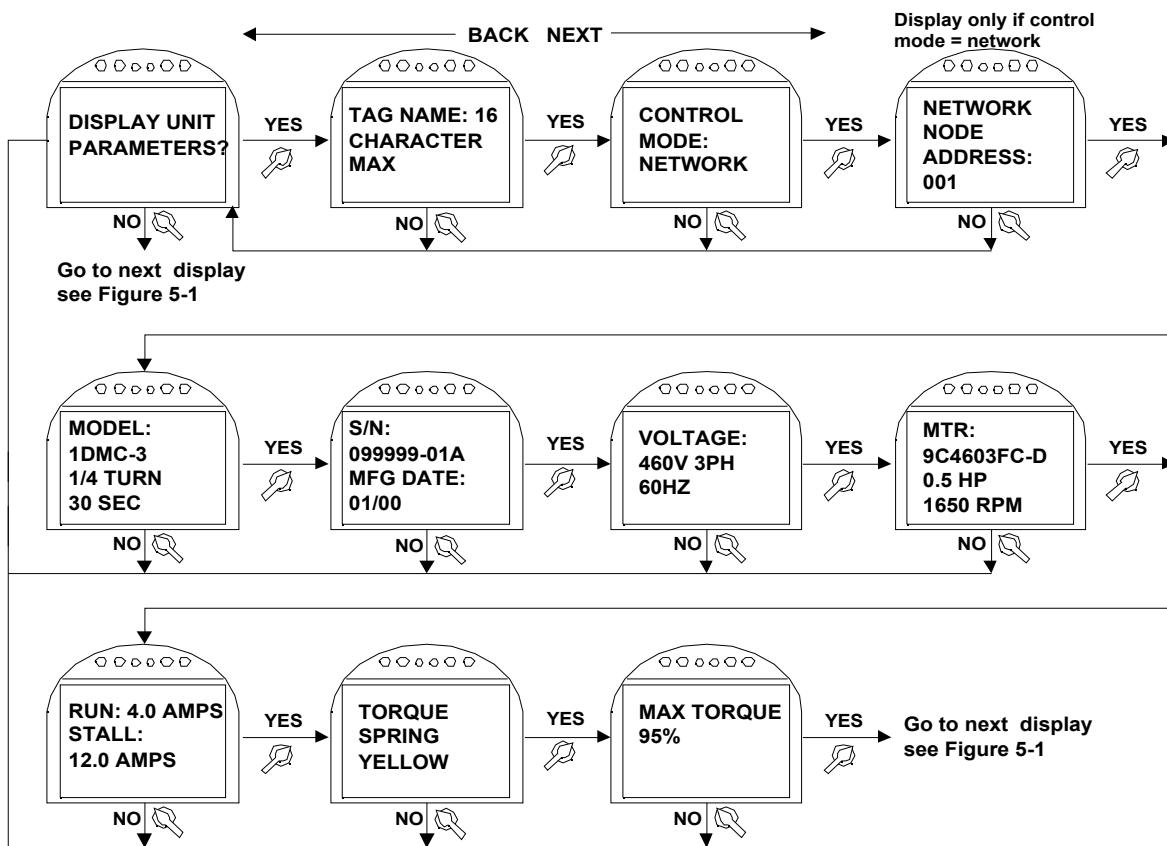 BACK NEXT
Display only if control
mode = network
DISPLAY UNIT
PARAMETERS?
YES
TAG NAME: 16
CHARACTER
MAX
YES
CONTROL
MODE:
NETWORK
YES
NETWORK
NODE
ADDRESS:
001
YES
NO
NO
NO
NO
Go to next display
see Figure 5-1
MODEL:
1DMC-3
1/4 TURN
30 SEC
YES
S/N:
099999-01A
MFG DATE:
01/00
YES
VOLTAGE:
460V 3PH
60HZ
YES
MTR:
9C4603FC-D
0.5 HP
1650 RPM
YES
NO
NO
NO
NO
RUN: 4.0 AMPS
STALL:
12.0 AMPS
YES
TORQUE
SPRING
YELLOW
YES
MAX TORQUE
95%
YES
Go to next display
see Figure 5-1
NO
NO
NO